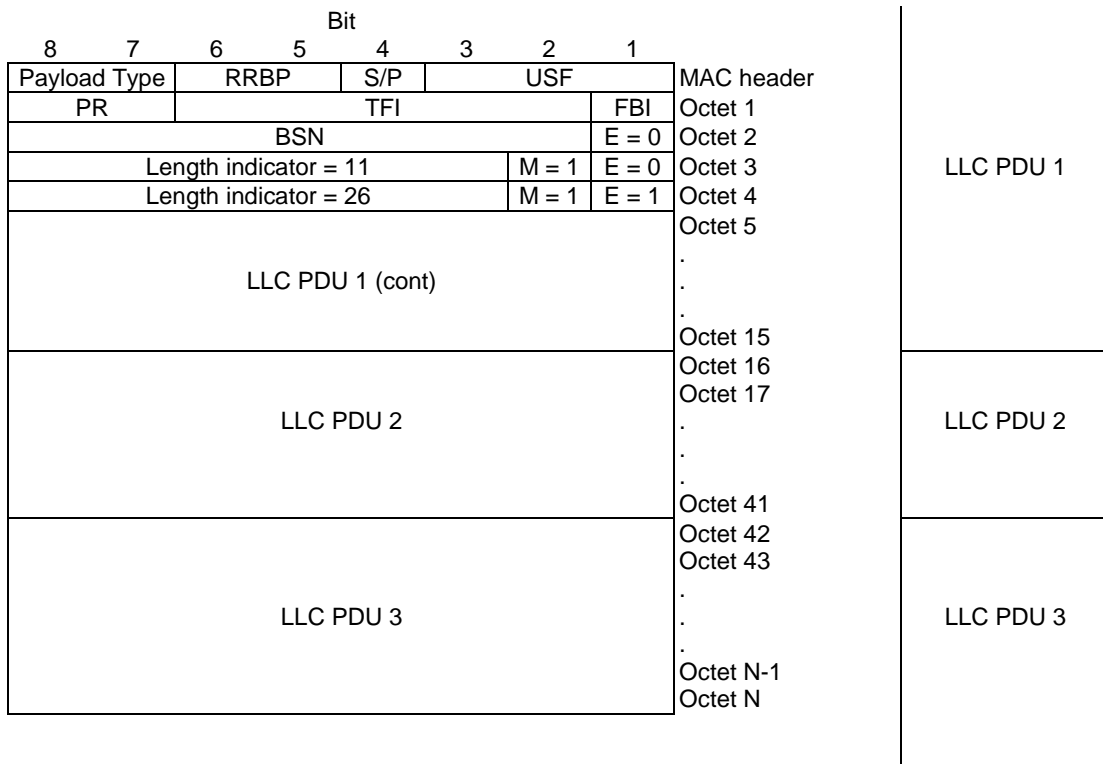 Bit
8 7 6 5 4 3 2 1
Payload Type RRBP S/P USF MAC header
PR TFI FBI Octet 1
BSN E = 0 Octet 2
Length indicator = 11 M = 1 E = 0 Octet 3 LLC PDU 1
Length indicator = 26 M = 1 E = 1 Octet 4
Octet 5
.
LLC PDU 1 (cont) .
.
Octet 15
Octet 16
Octet 17
LLC PDU 2 . LLC PDU 2
.
.
Octet 41
Octet 42
Octet 43
.
LLC PDU 3 . LLC PDU 3
.
Octet N-1
Octet N